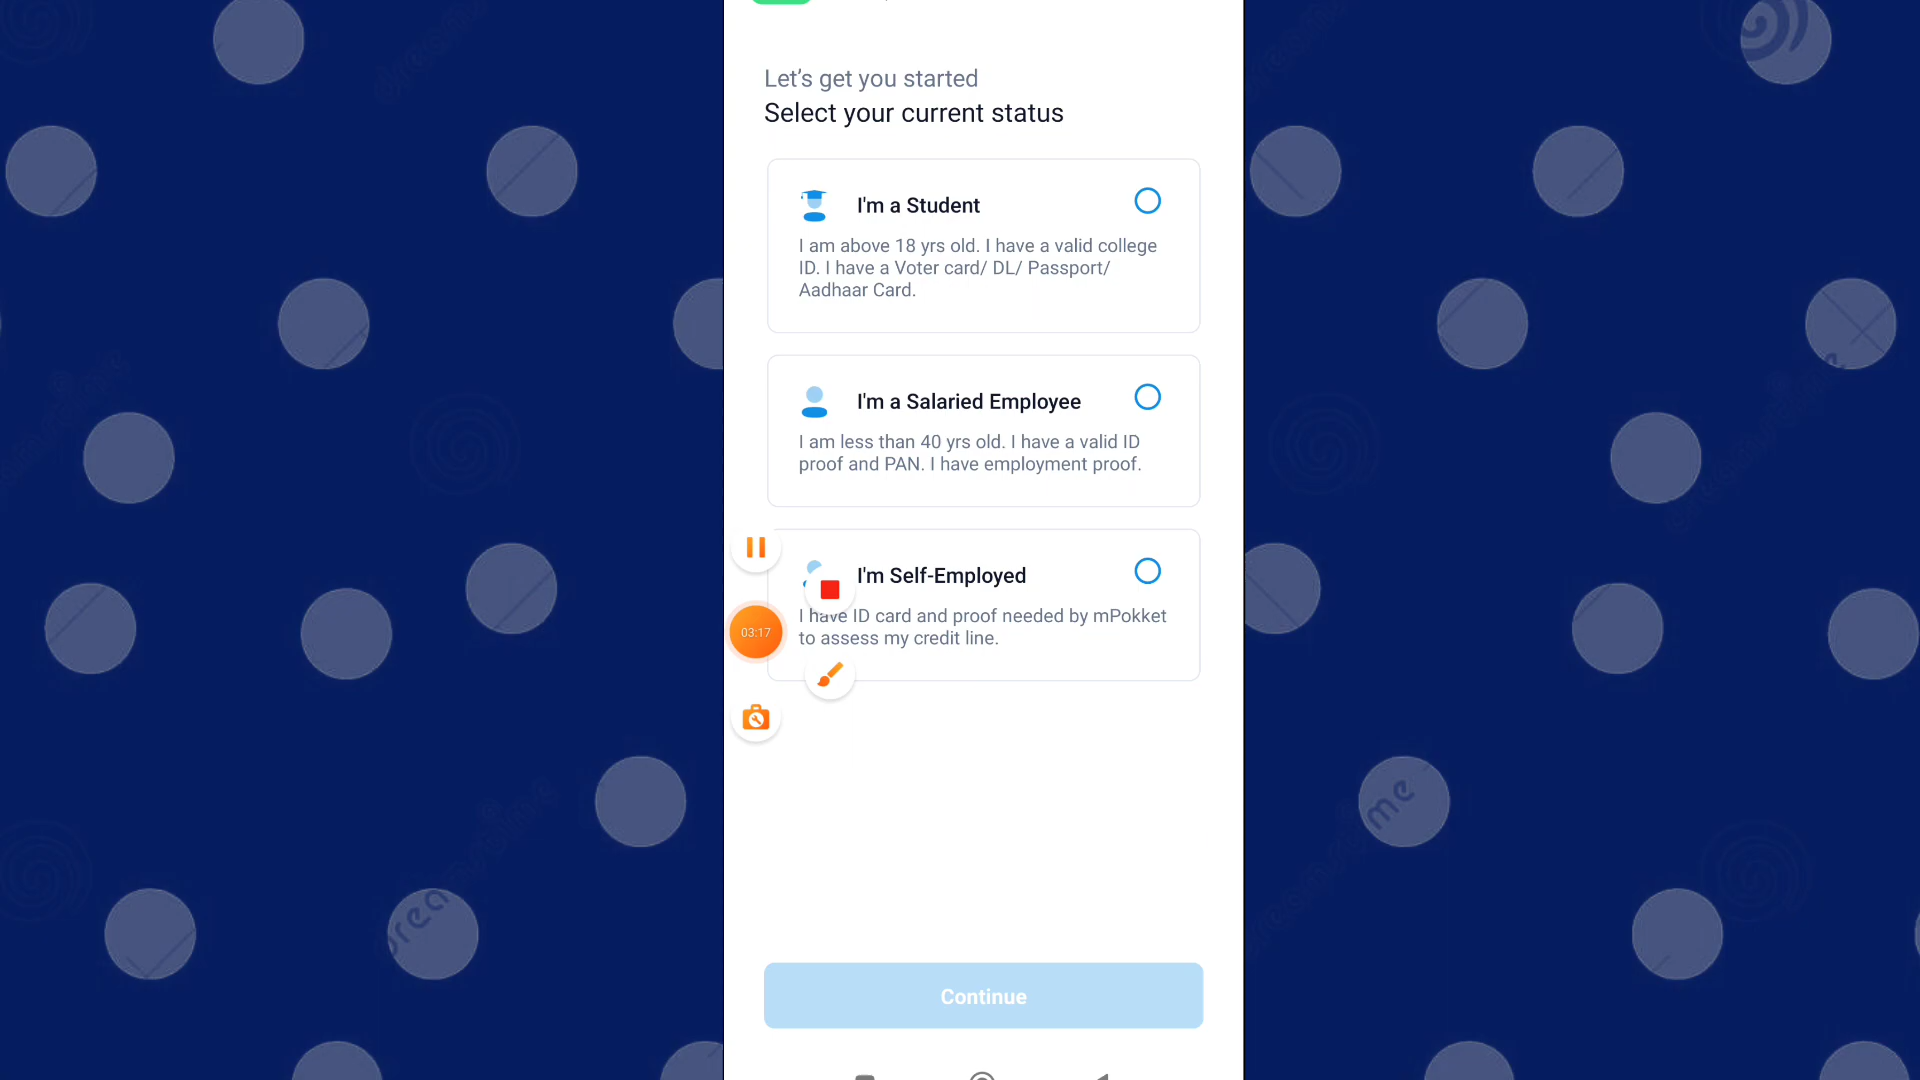 Let's get you started
Select your current status
I'm a Student
I am above 18 yrs old. I have a valid college
ID. I have a Voter card/ DL/ Passport/
Aadhaar Card.
I'm a Salaried Employee
I am less than 40 yrs old. I have a valid ID
proof and PAN. I have employment proof.
I'm Self-Employed
I have ID card and proof needed by mPokket
to assess my credit line.
03:17
Continue